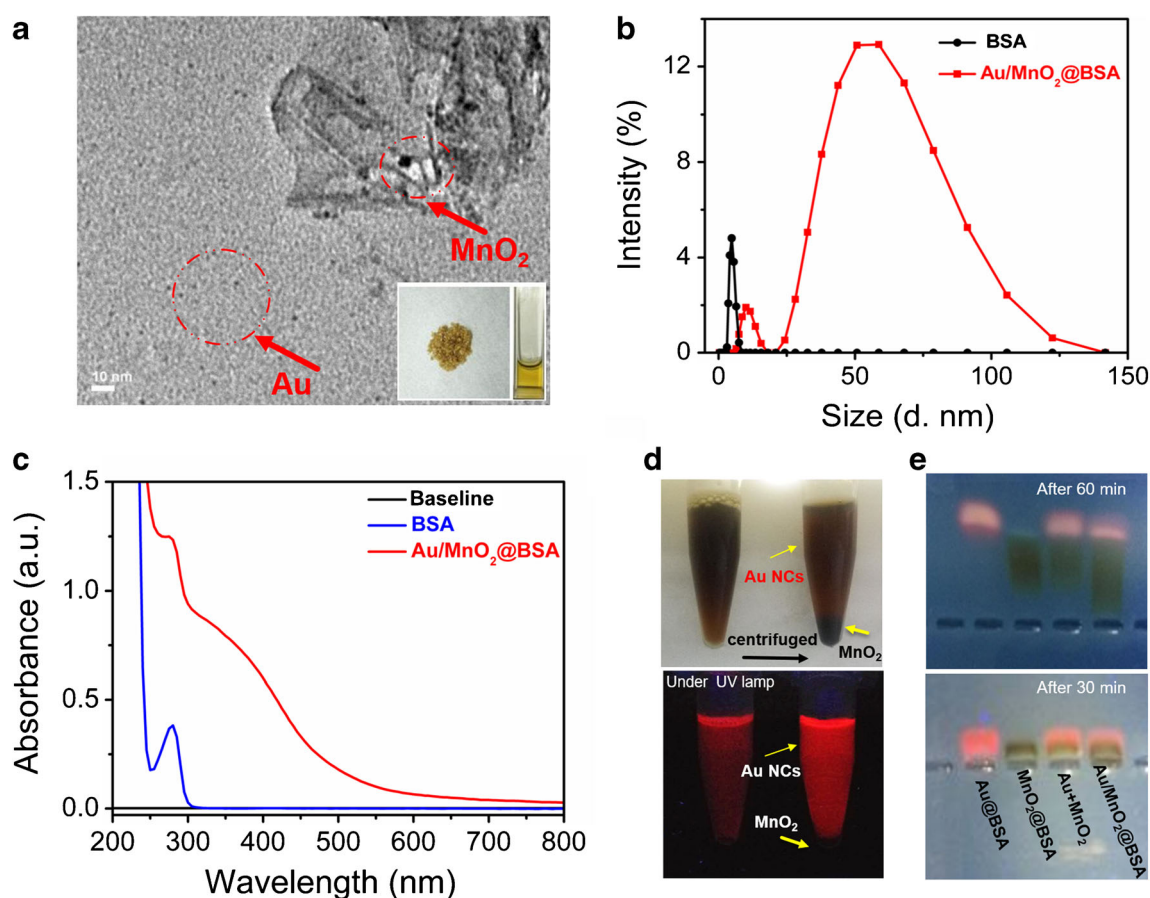 a
MnO₂
Au
10 nm
b
BSA
Au/MnO₂@BSA
Intensity (%)
12
8
4
0
0 50 100 150
Size (d. nm)
c
Baseline
BSA
Au/MnO₂@BSA
Absorbance (a.u.)
1.5
1.0
0.5
0.0
200 300 400 500 600 700 800
Wavelength (nm)
d
Au NCs
centrifuged
MnO₂
Under UV lamp
Au NCs
MnO₂
e
After 60 min
After 30 min
Au@BSA
MnO₂@BSA
Au+MnO₂
Au/MnO₂@BSA